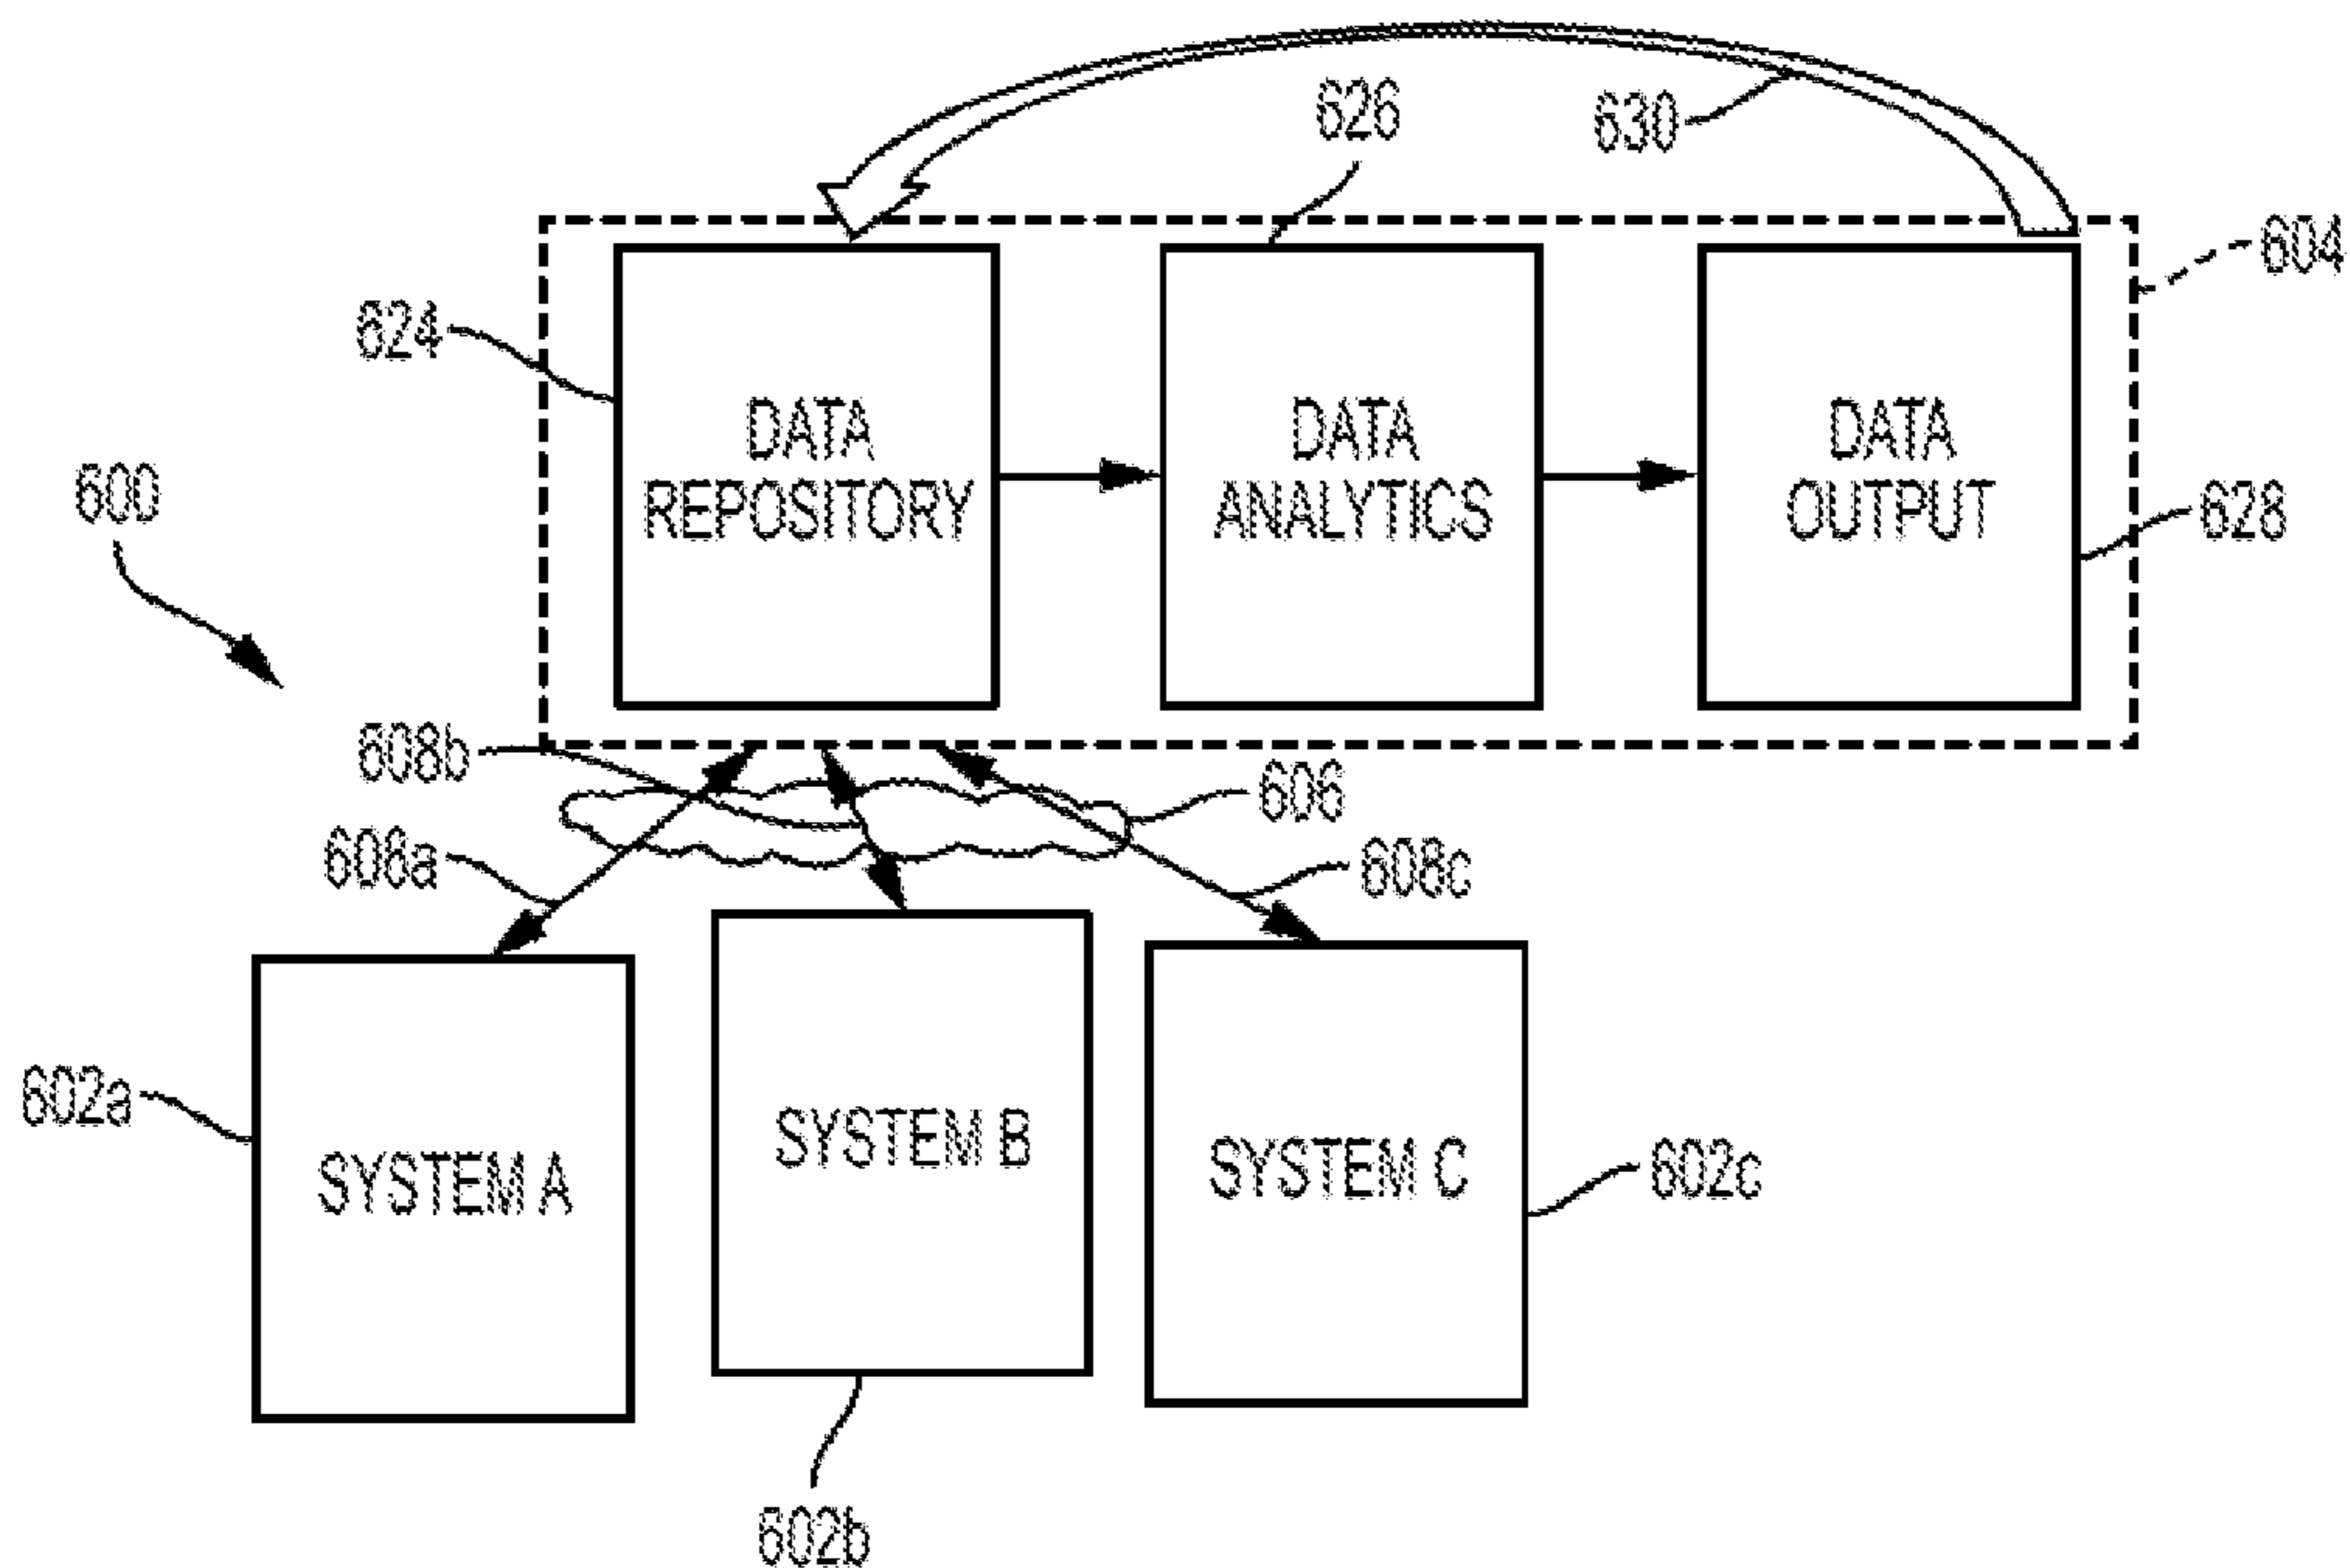 626
630
604
624
DATA
REPOSITORY
DATA
ANALYTICS
DATA
OUTPUT
600
628
608b
606
608a
608c
602a
SYSTEM A
SYSTEM B
SYSTEM C
602c
602b